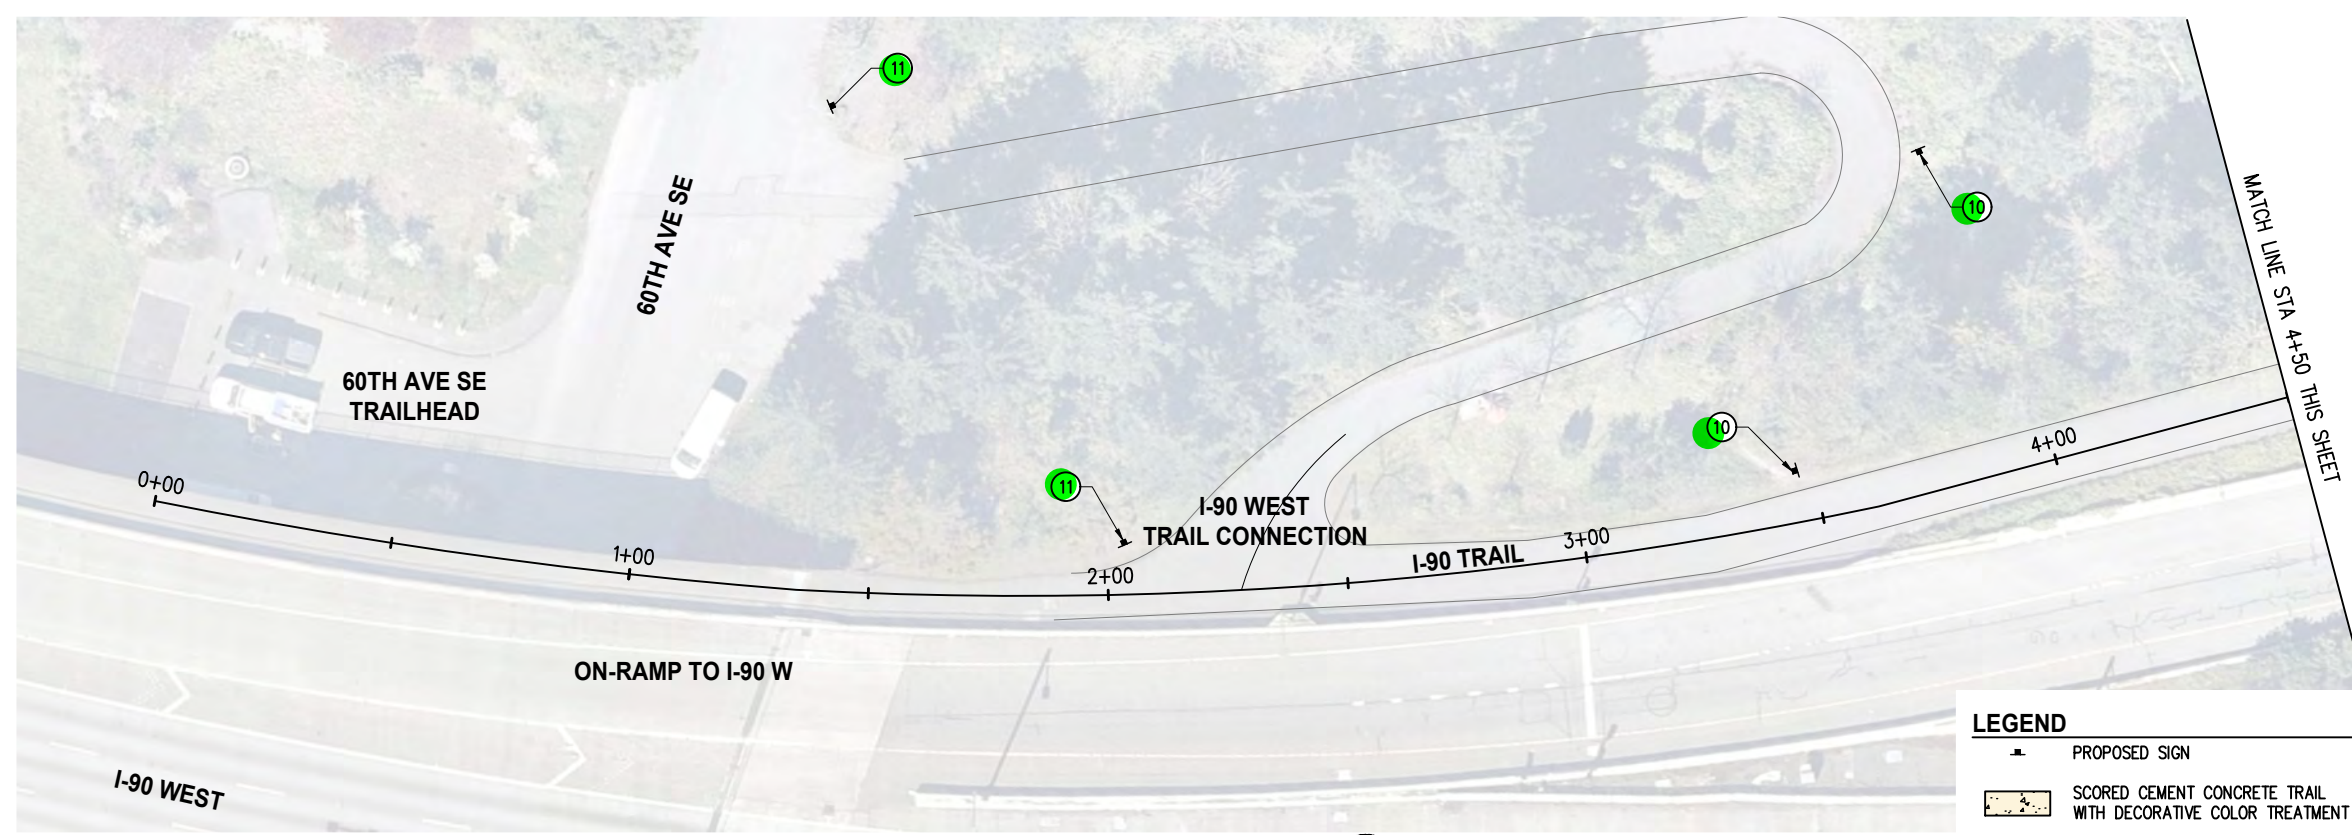 11
10
60TH AVE SE
MATCH LINE STA 4+50 THIS SHEET
60TH AVE SE
TRAILHEAD
10
4+00
0+00
11
I-90 WEST
TRAIL CONNECTION
3+00
I-90 TRAIL
1+00
2+00
ON-RAMP TO I-90 W
I-90 WEST
LEGEND
PROPOSED SIGN
SCORED CEMENT CONCRETE TRAIL
WITH DECORATIVE COLOR TREATMENT